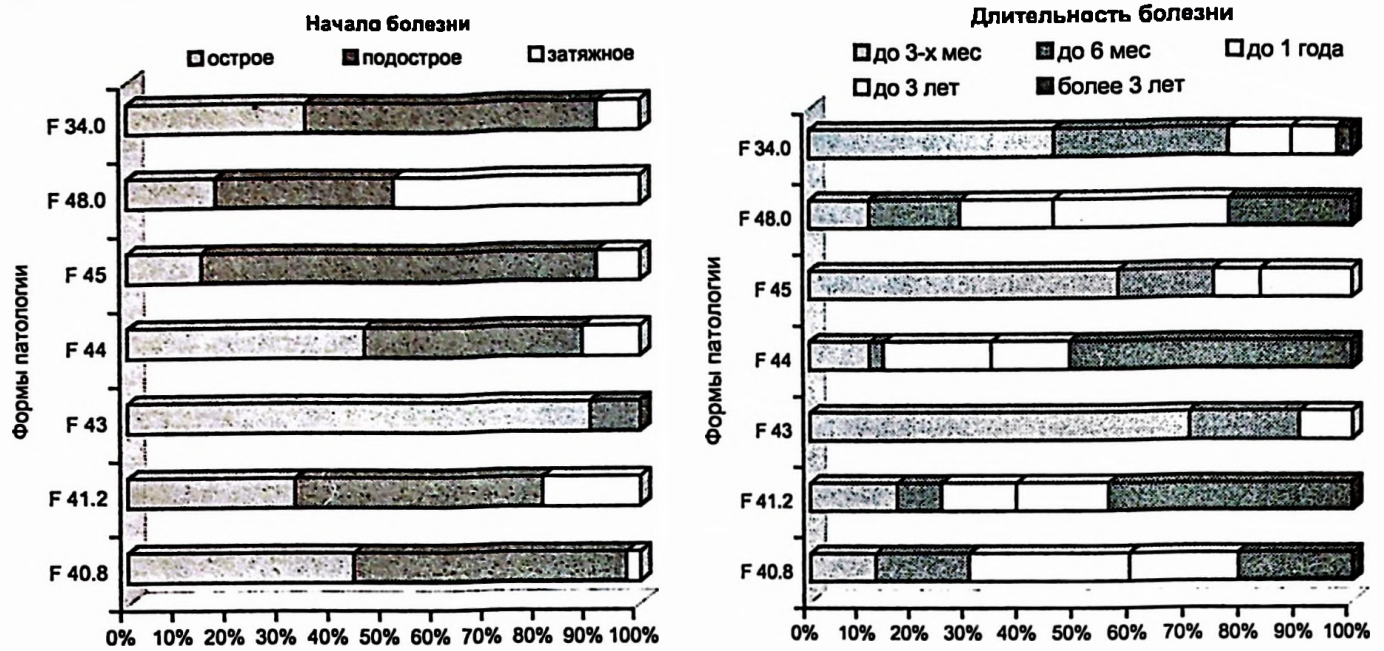 Начало болезни
острое подострое затяжное
Формы патологии
F 34.0
F 48.0
F 45
F 44
F 43
F 41.2
F 40.8
0% 10% 20% 30% 40% 50% 60% 70% 80% 90% 100%
Длительность болезни
до 3-х мес до 6 мес до 1 года
до 3 лет более 3 лет
Формы патологии
F 34.0
F 48.0
F 45
F 44
F 43
F 41.2
F 40.8
0% 10% 20% 30% 40% 50% 60% 70% 80% 90% 100%